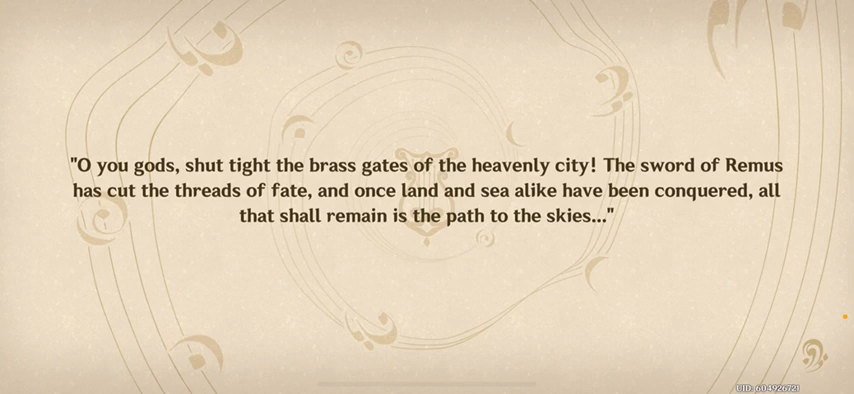 "O you gods, shut tight the brass gates of the heavenly city! The sword of Remus
has cut the threads of fate, and once land and sea alike have been conquered, all
that shall remain is the path to the skies..."
UID: 604926721